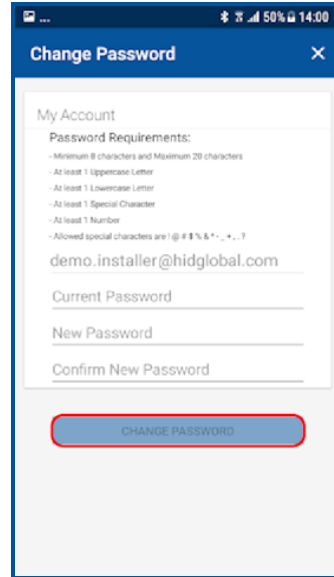 ... 50% 14:00
Change Password ×
My Account
Password Requirements:
- Minimum 8 characters and Maximum 20 characters
- At least 1 Uppercase Letter
- At least 1 Lowercase Letter
- At least 1 Special Character
- At least 1 Number
- Allowed special characters are ! @ # $ % & * - _ + , . ?
demo.installer@hidglobal.com
Current Password
New Password
Confirm New Password
CHANGE PASSWORD